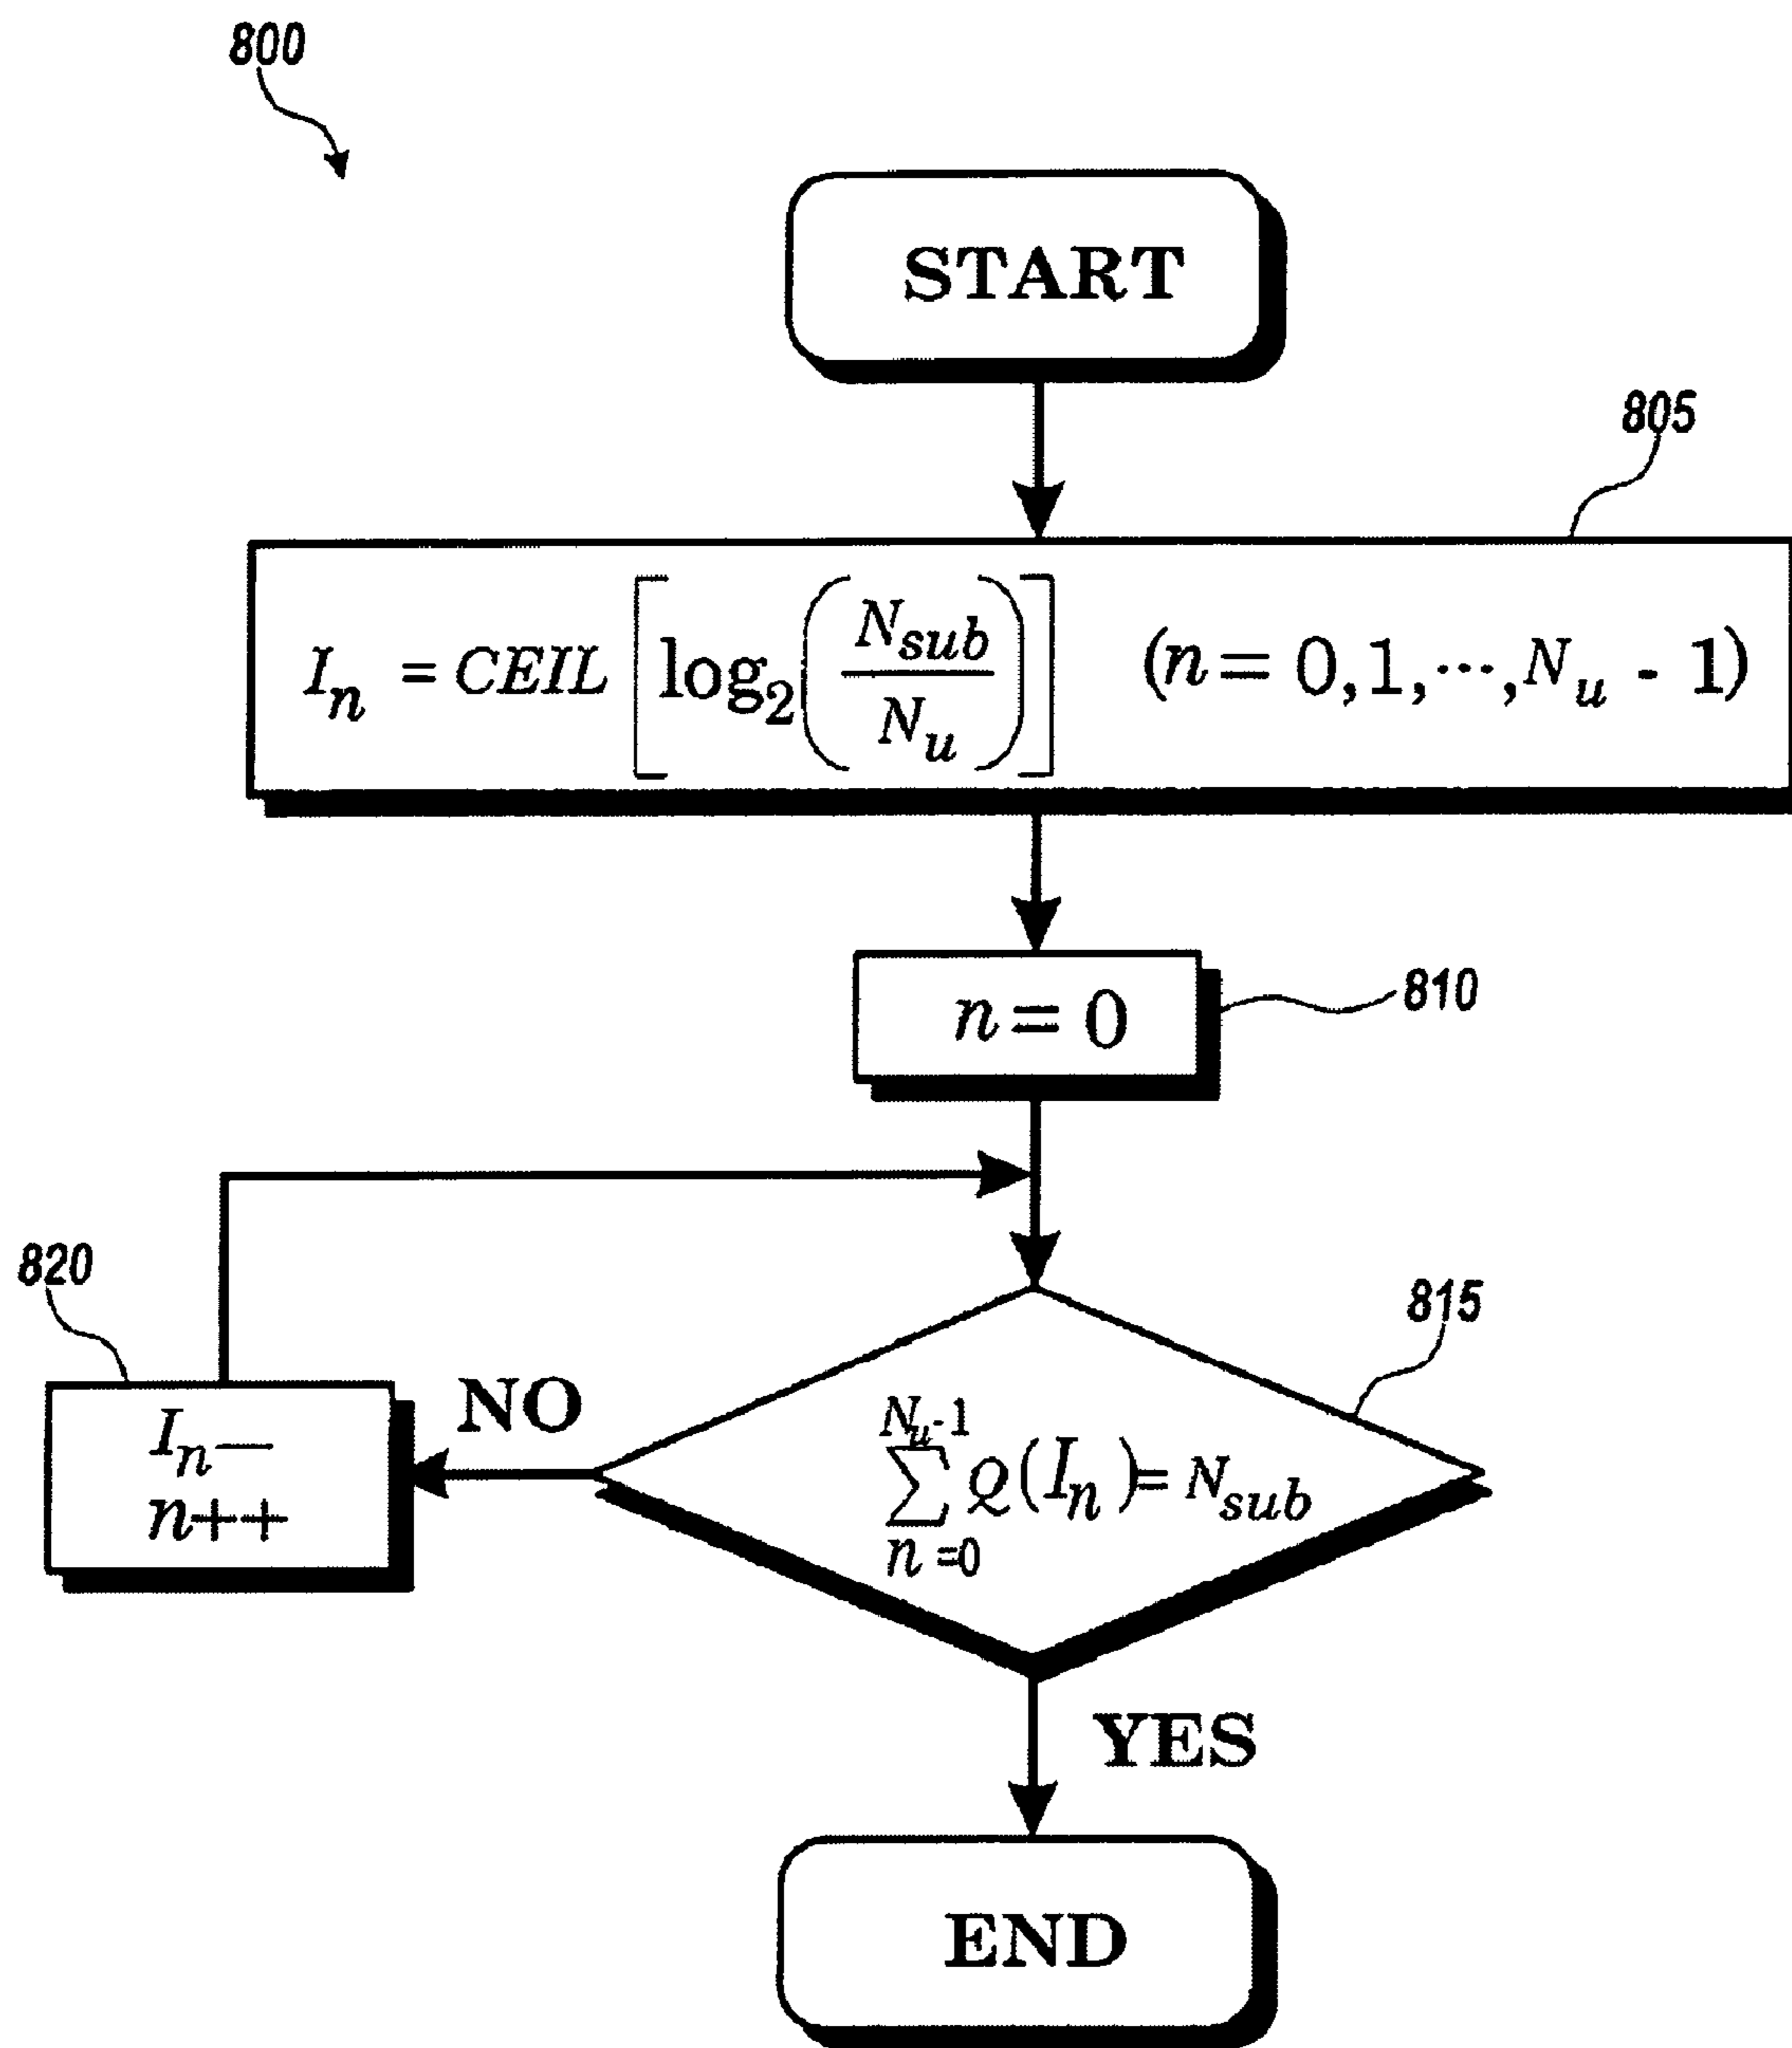 800
START
805
I_n = CEIL [ log_2 ( N_sub / N_u ) ] (n = 0,1,···,N_u - 1)
n = 0
810
820
815
NO
I_n —
n++
N_u-1
∑ Q(I_n) = N_sub
n =0
YES
END